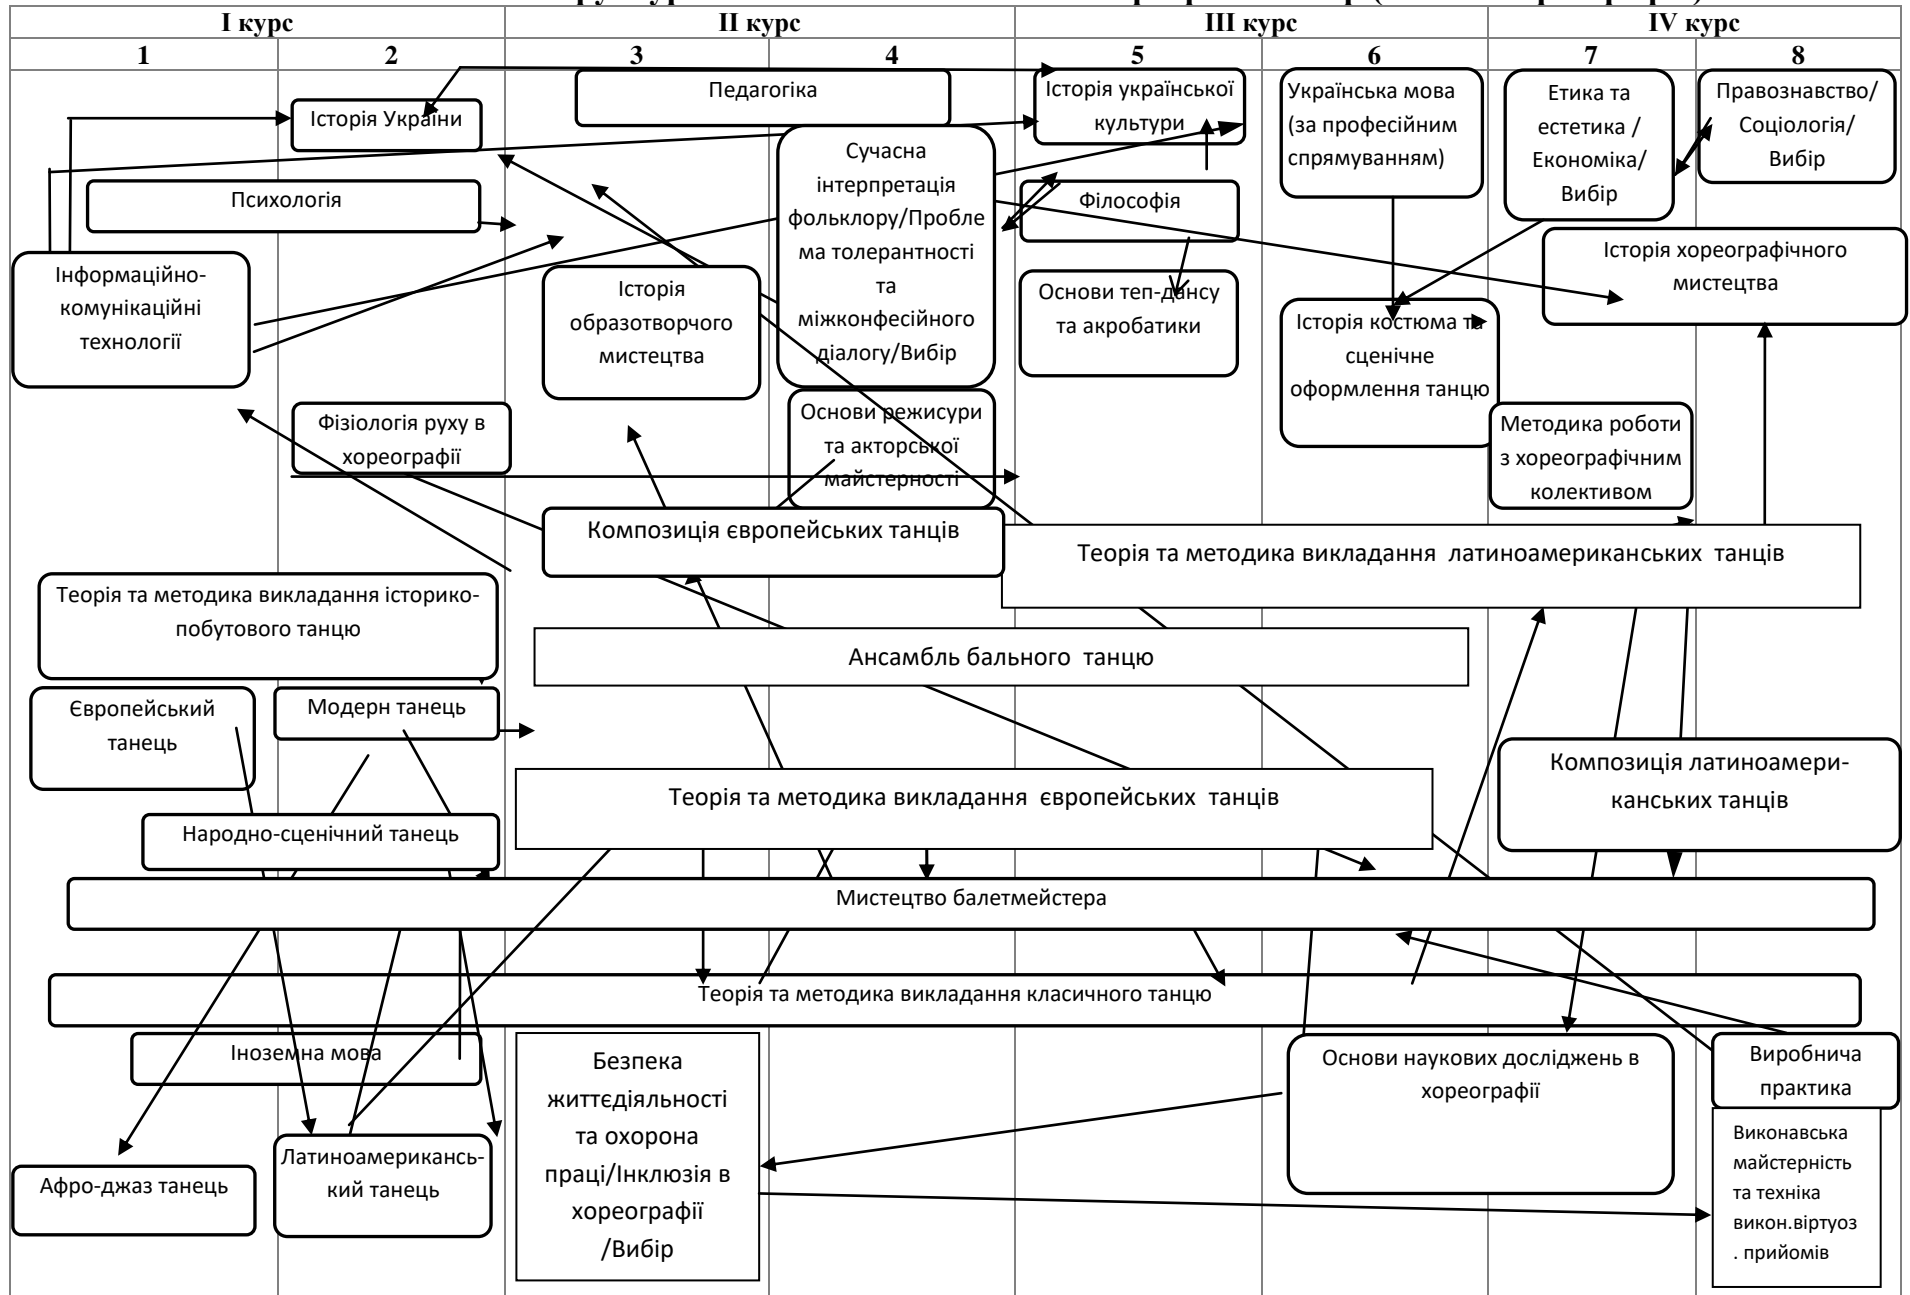 I курс
II курс
III курс
IV курс
1
2
3
4
5
6
7
8
Історія України
Педагогіка
Історія української
культури
Українська мова
(за професійним
спрямуванням)
Етика та
естетика /
Економіка/
Вибір
Правознавство/
Соціологія/
Вибір
Психологія
Сучасна
інтерпретація
фольклору/Пробле
ма толерантності
та
міжконфесійного
діалогу/Вибір
Філософія
Історія хореографічного
мистецтва
Інформаційно-
комунікаційні
технології
Історія
образотворчого
мистецтва
Основи теп-дансу
та акробатики
Історія костюма та
сценічне
оформлення танцю
Фізіологія руху в
хореографії
Основи режисури
та акторської
майстерності
Методика роботи
з хореографічним
колективом
Композиція європейських танців
Теорія та методика викладання латиноамериканських танців
Теорія та методика викладання історико-
побутового танцю
Ансамбль бального танцю
Європейський
танець
Модерн танець
Теорія та методика викладання європейських танців
Композиція латиноамери-
канських танців
Народно-сценічний танець
Мистецтво балетмейстера
Теорія та методика викладання класичного танцю
Іноземна мова
Безпека
життєдіяльності
та охорона
праці/Інклюзія в
хореографії
/Вибір
Основи наукових досліджень в
хореографії
Виробнича
практика
Афро-джаз танець
Латиноамерикансь-
кий танець
Виконавська
майстерність
та техніка
викон.віртуоз
. прийомів